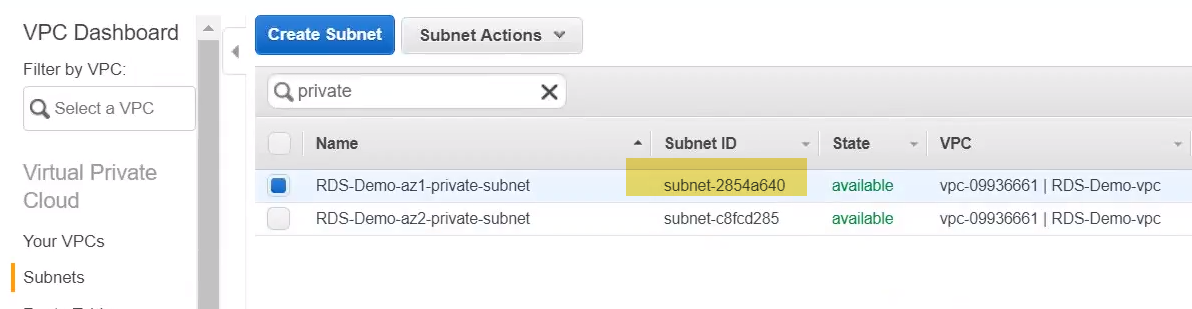 VPC Dashboard
Filter by VPC:
Select a VPC
Virtual Private
Cloud
Your VPCs
Subnets
Create Subnet Subnet Actions
private
Name Subnet ID State VPC
RDS-Demo-az1-private-subnet subnet-2854a640 available vpc-09936661 | RDS-Demo-vpc
RDS-Demo-az2-private-subnet subnet-c8fcd285 available vpc-09936661 | RDS-Demo-vpc